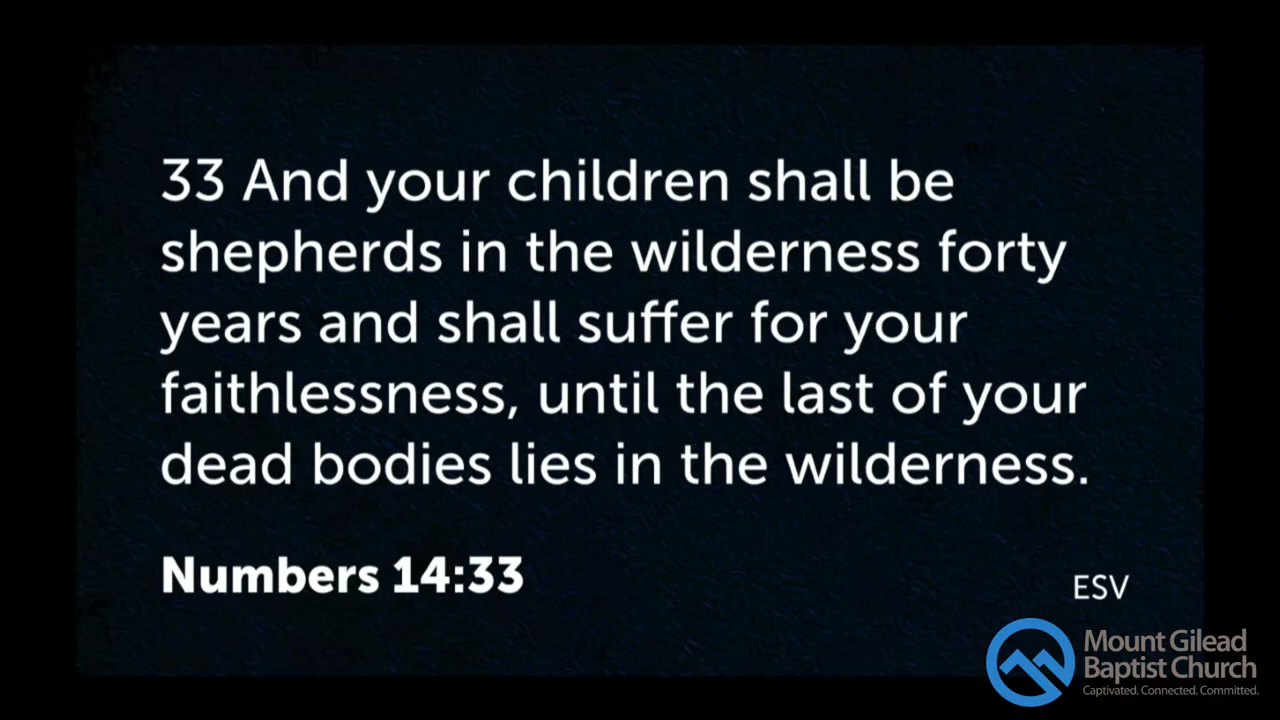 33 And your children shall be
shepherds in the wilderness forty
years and shall suffer for your
faithlessness, until the last of your
dead bodies lies in the wilderness.
Numbers 14:33
ESV
Mount Gilead
Baptist Church
Captivated. Connected. Committed.